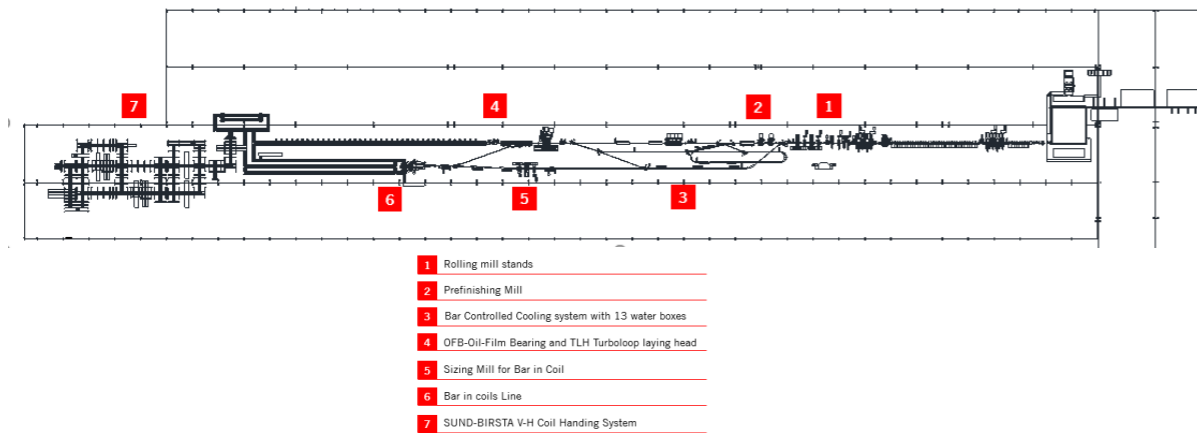 7
4
2
1
6
5
3
1 Rolling mill stands
2 Prefinishing Mill
3 Bar Controlled Cooling system with 13 water boxes
4 OFB-Oil-Film Bearing and TLH Turboloop laying head
5 Sizing Mill for Bar in Coil
6 Bar in coils Line
7 SUND-BIRSTA V-H Coil Handing System